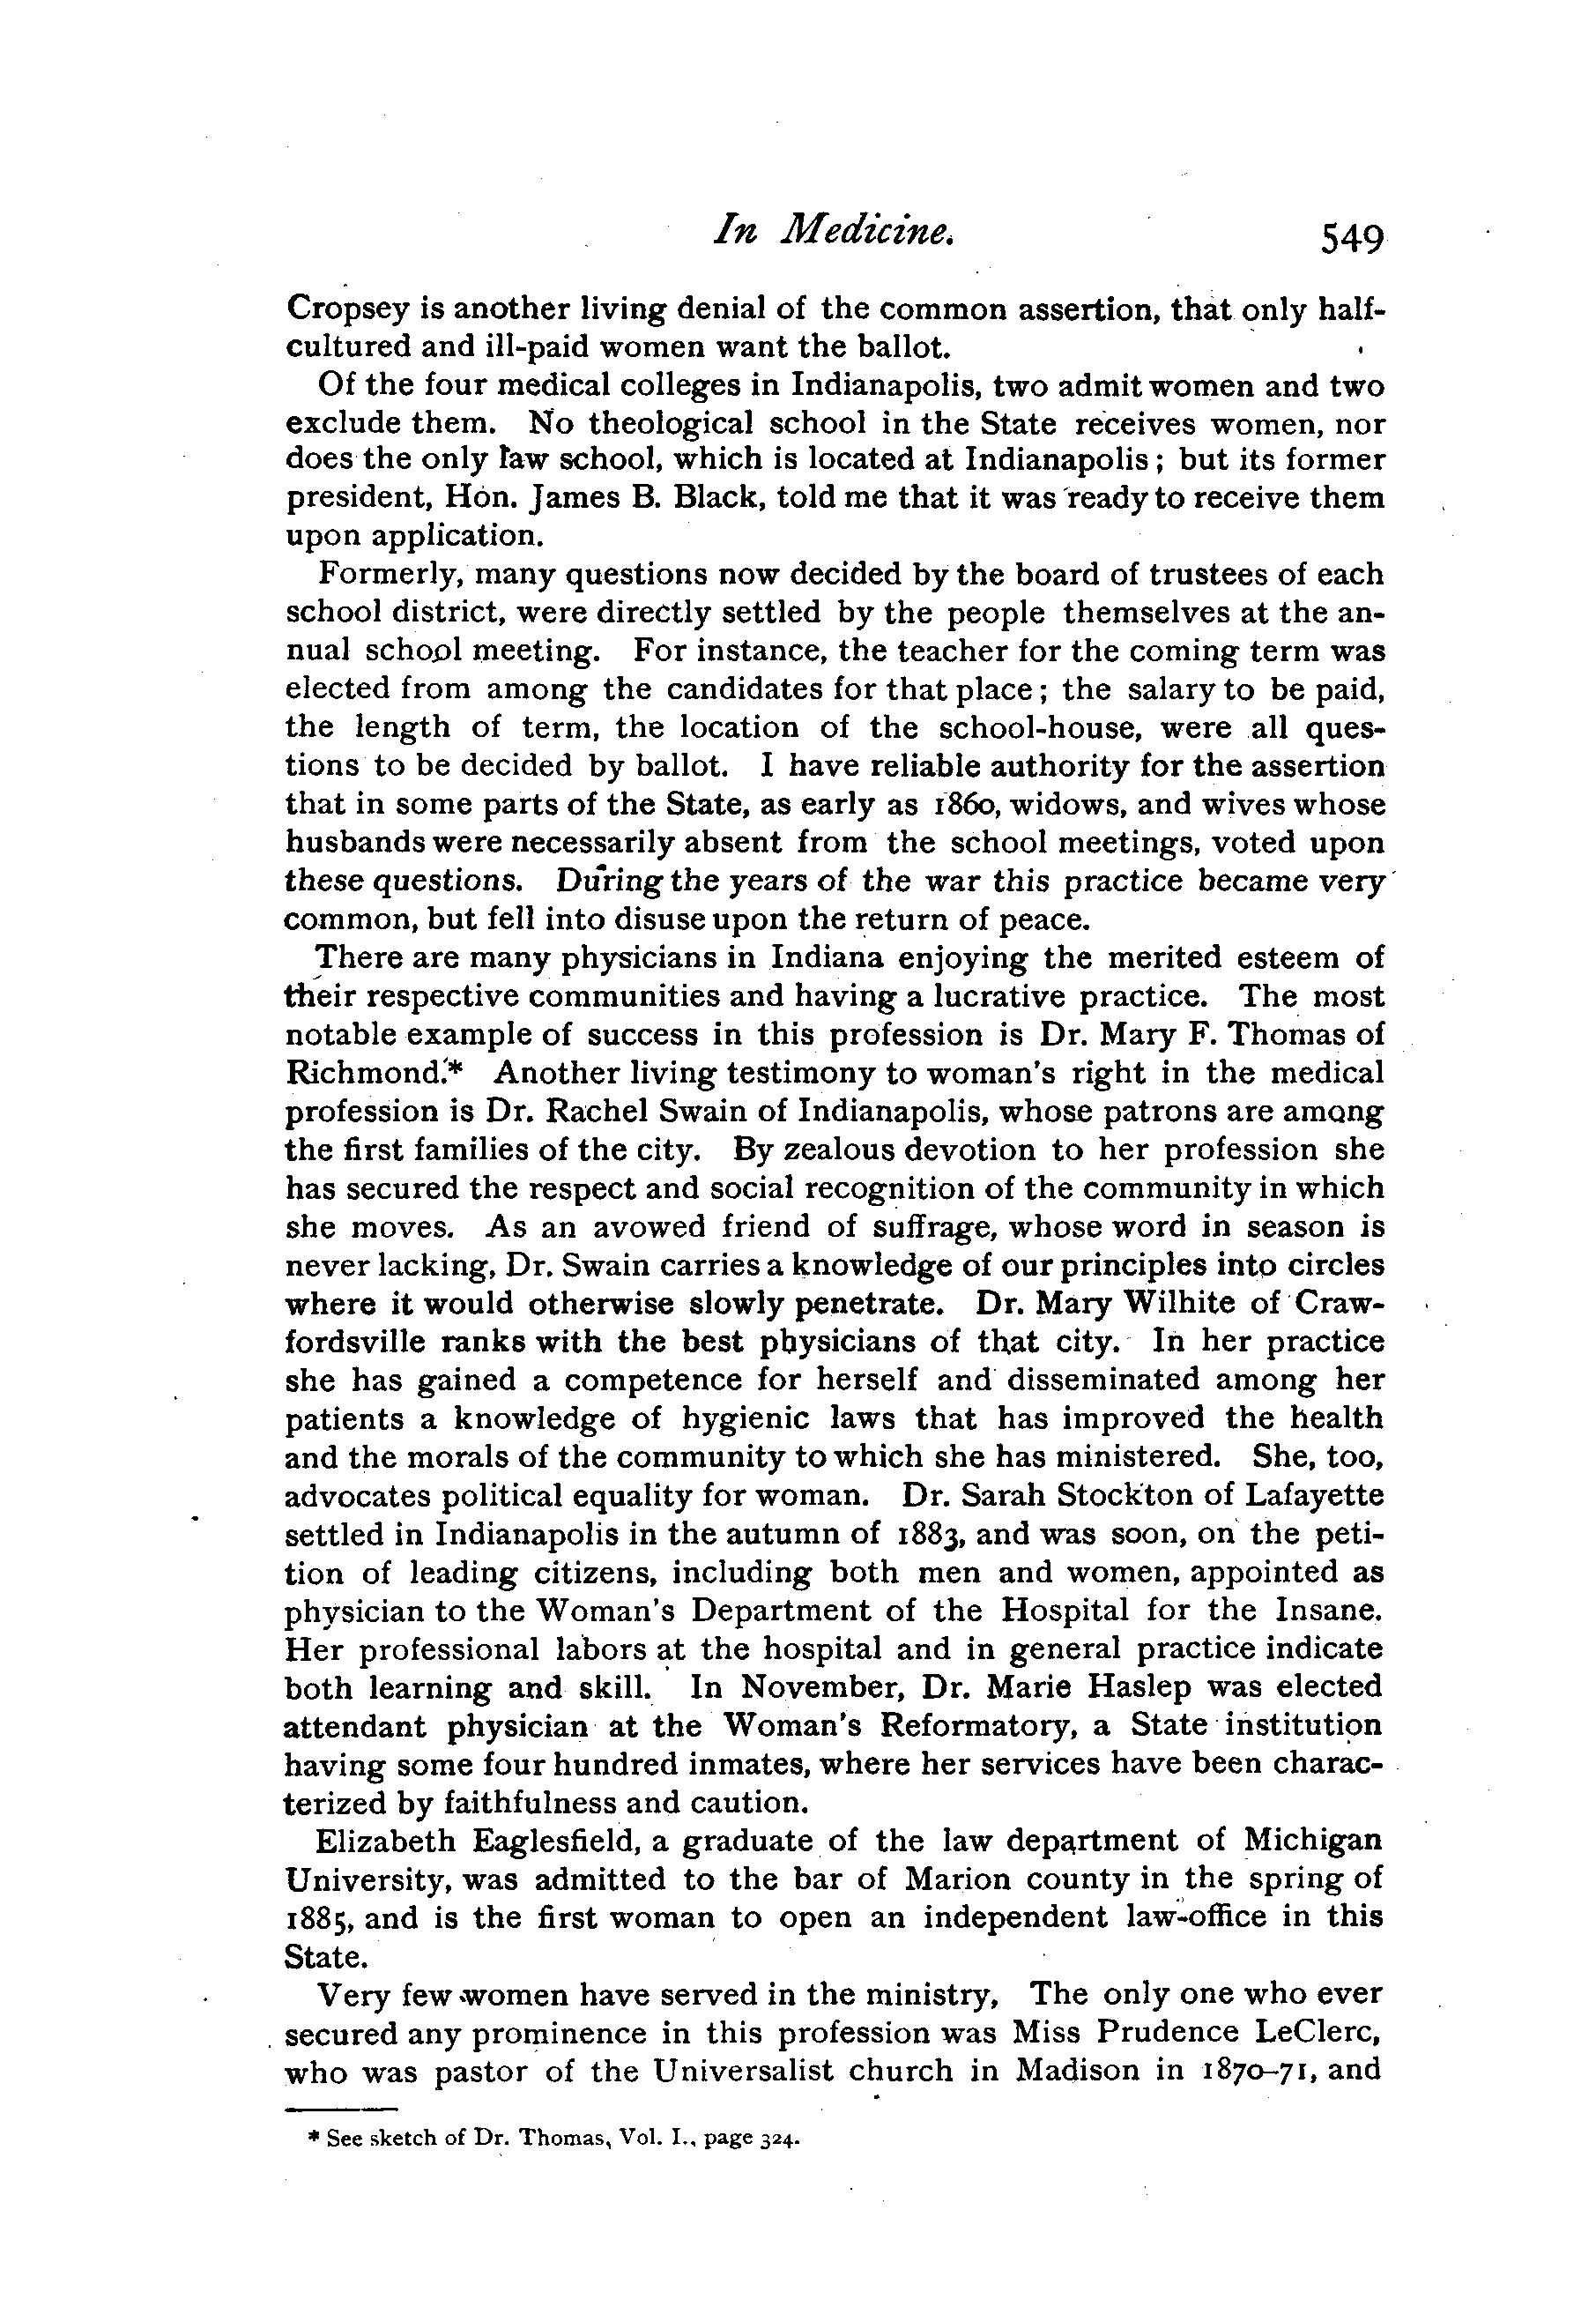 In Medicine. 549
Cropsey is another living denial of the common assertion, that only half-
cultured and ill-paid women want the ballot.
Of the four medical colleges in Indianapolis, two admit women and two
exclude them. No theological school in the State receives women, nor
does the only law school, which is located at Indianapolis; but its former
president, Hon. James B. Black, told me that it was ready to receive them
upon application.
Formerly, many questions now decided by the board of trustees of each
school district, were directly settled by the people themselves at the an-
nual school meeting. For instance, the teacher for the coming term was
elected from among the candidates for that place; the salary to be paid,
the length of term, the location of the school-house, were all ques-
tions to be decided by ballot. I have reliable authority for the assertion
that in some parts of the State, as early as 1860, widows, and wives whose
husbands were necessarily absent from the school meetings, voted upon
these questions. During the years of the war this practice became very
common, but fell into disuse upon the return of peace.
There are many physicians in Indiana enjoying the merited esteem of
their respective communities and having a lucrative practice. The most
notable example of success in this profession is Dr. Mary F. Thomas of
Richmond.* Another living testimony to woman's right in the medical
profession is Dr. Rachel Swain of Indianapolis, whose patrons are among
the first families of the city. By zealous devotion to her profession she
has secured the respect and social recognition of the community in which
she moves. As an avowed friend of suffrage, whose word in season is
never lacking, Dr. Swain carries a knowledge of our principles into circles
where it would otherwise slowly penetrate. Dr. Mary Wilhite of Craw-
fordsville ranks with the best physicians of that city. In her practice
she has gained a competence for herself and disseminated among her
patients a knowledge of hygienic laws that has improved the health
and the morals of the community to which she has ministered. She, too,
advocates political equality for woman. Dr. Sarah Stockton of Lafayette
settled in Indianapolis in the autumn of 1883, and was soon, on the peti-
tion of leading citizens, including both men and women, appointed as
physician to the Woman's Department of the Hospital for the Insane.
Her professional labors at the hospital and in general practice indicate
both learning and skill. In November, Dr. Marie Haslep was elected
attendant physician at the Woman's Reformatory, a State institution
having some four hundred inmates, where her services have been charac-
terized by faithfulness and caution.
Elizabeth Eaglesfield, a graduate of the law department of Michigan
University, was admitted to the bar of Marion county in the spring of
1885, and is the first woman to open an independent law-office in this
State.
Very few women have served in the ministry, The only one who ever
secured any prominence in this profession was Miss Prudence LeClerc,
who was pastor of the Universalist church in Madison in 1870–71, and
* See sketch of Dr. Thomas, Vol. I., page 324.